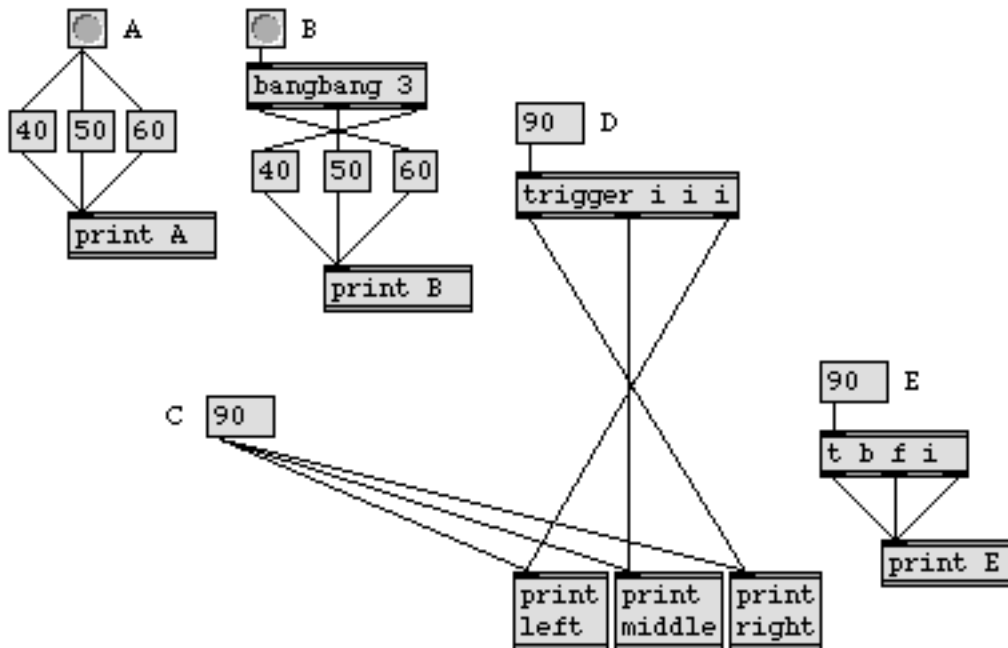 A
B
bangbang 3
40
50
60
40
50
60
print A
print B
90
D
trigger i i i
C
90
90
E
t b f i
print E
print
left
print
middle
print
right